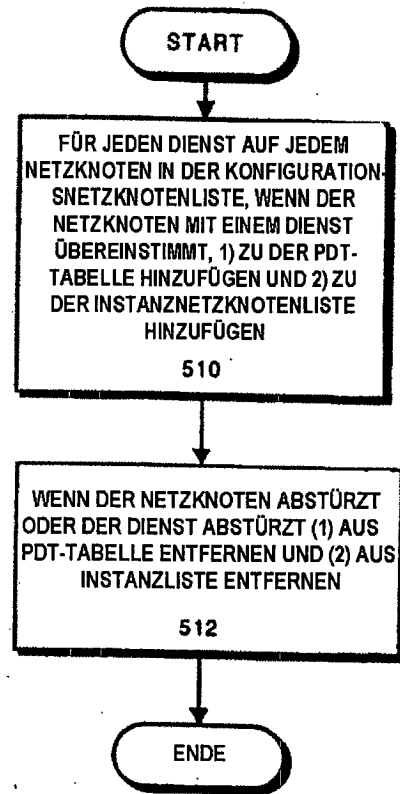 START
FÜR JEDEN DIENST AUF JEDEM
NETZKNOTEN IN DER KONFIGURATION-
SNETZKNOTENLISTE, WENN DER
NETZKNOTEN MIT EINEM DIENST
ÜBEREINSTIMMT, 1) ZU DER PDT-
TABELLE HINZUFÜGEN UND 2) ZU
DER INSTANZNETZKNOTENLISTE
HINZUFÜGEN
510
WENN DER NETZKNOTEN ABSTÜRZT
ODER DER DIENST ABSTÜRZT (1) AUS
PDT-TABELLE ENTFERNEN UND (2) AUS
INSTANZLISTE ENTFERNEN
512
ENDE